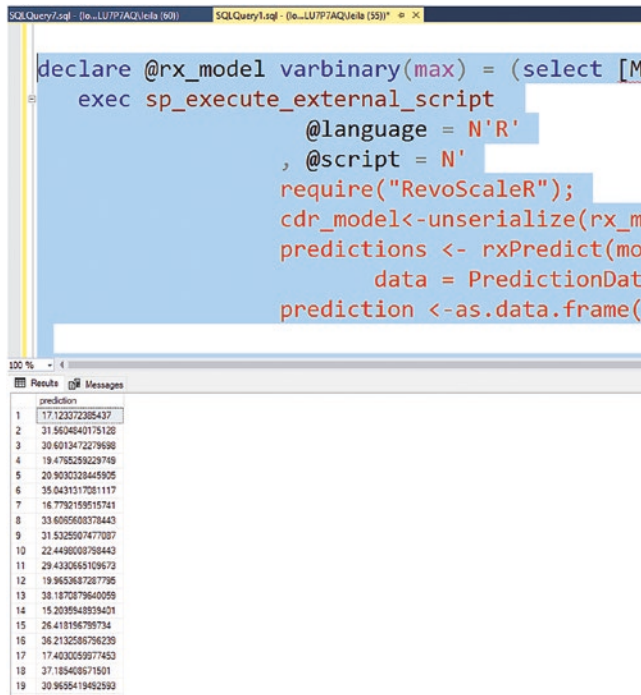 SQLQuery7.sql - (lo...LU7P7AQ\leila (60))
SQLQuery1.sql - (lo...LU7P7AQ\leila (55))*
declare @rx_model varbinary(max) = (select [M
exec sp_execute_external_script
@language = N'R'
, @script = N'
require("RevoScaleR");
cdr_model<-unserialize(rx_m
predictions <- rxPredict(mo
data = PredictionDat
prediction <-as.data.frame(
100 %
Results Messages
prediction
1 17.123372385437
2 31.5604840175128
3 30.6013472279698
4 19.4765259229749
5 20.9030328445905
6 35.0431317081117
7 16.7792159515741
8 33.6065608378443
9 31.5325907477087
10 22.4498008798443
11 29.4330665109673
12 19.9653687287795
13 38.1870879640059
14 15.2035948939401
15 26.418196799734
16 36.2132586796239
17 17.4030059977453
18 37.185408671501
19 30.9655419492593